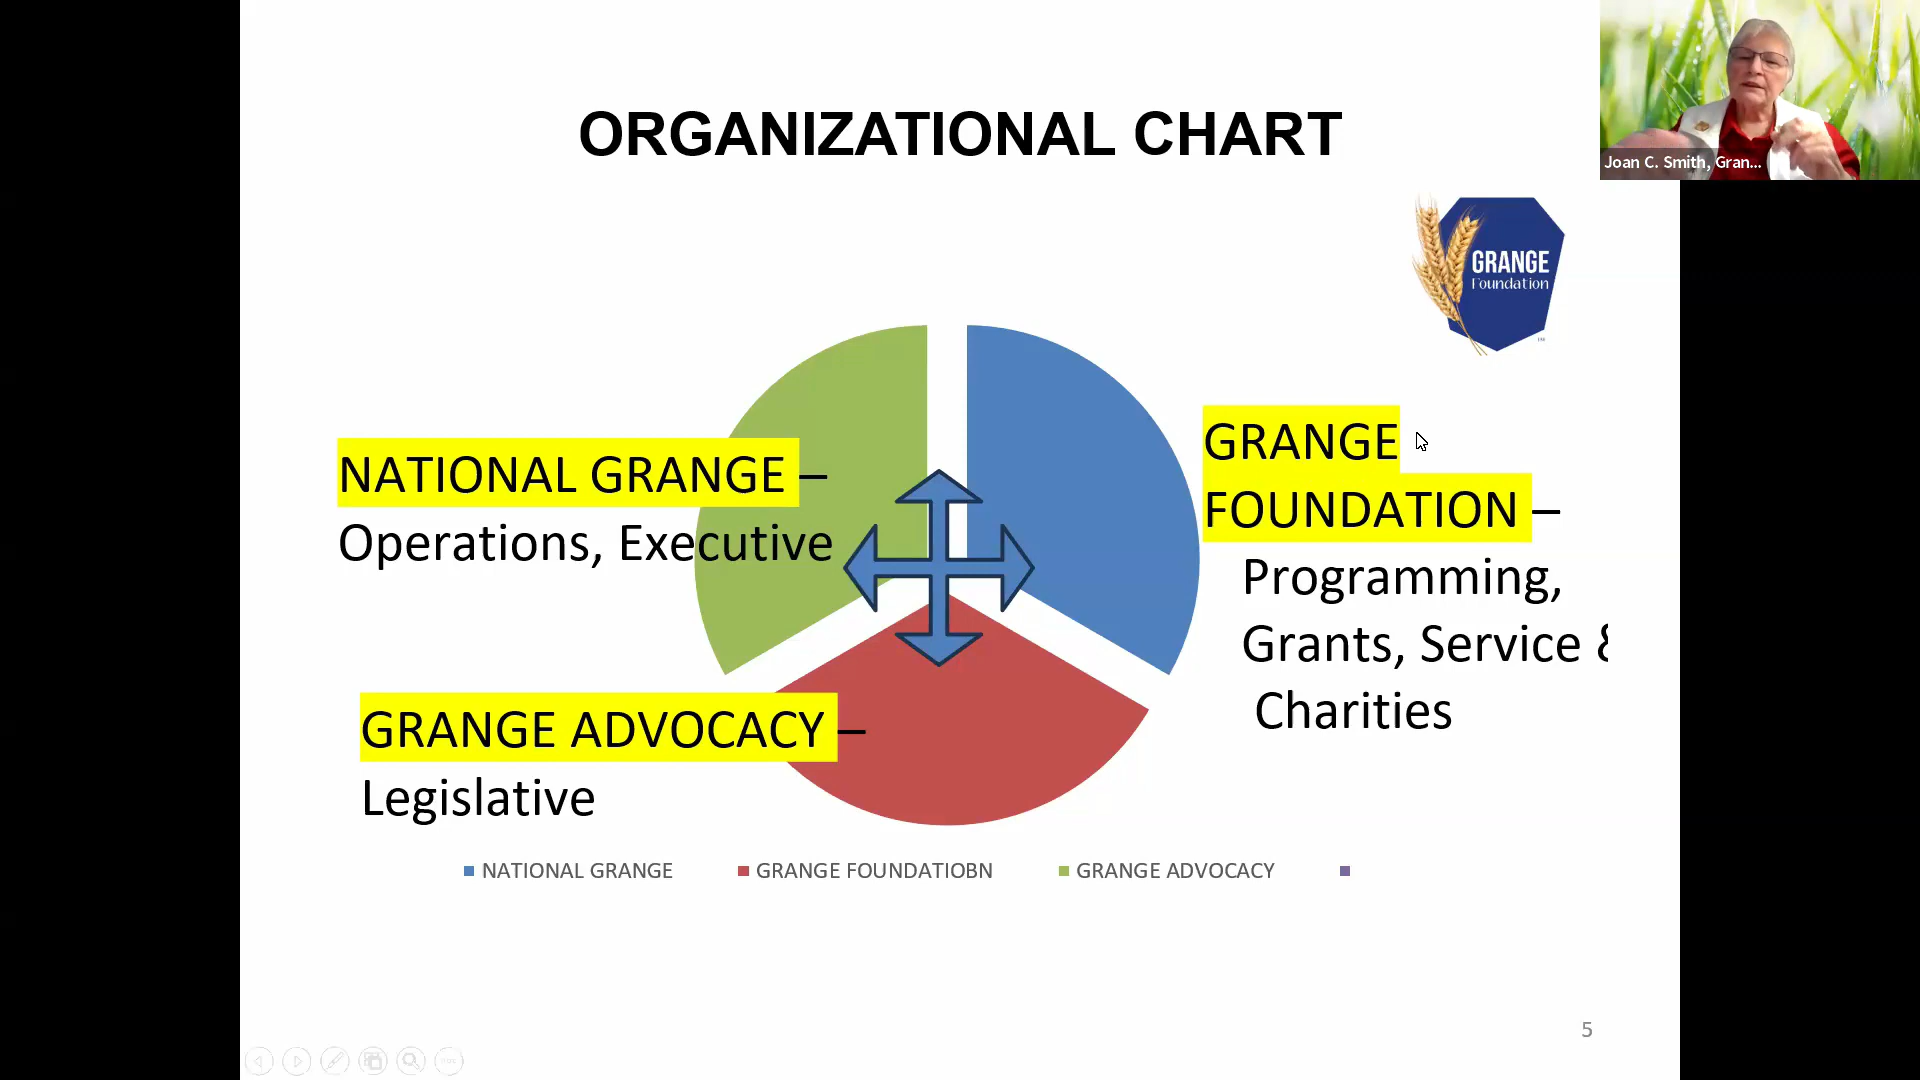 ORGANIZATIONAL CHART
Joan C. Smith, Gran...
GRANGE
Foundation
NATIONAL GRANGE –
Operations, Executive
GRANGE
FOUNDATION –
Programming,
Grants, Service &
Charities
GRANGE ADVOCACY –
Legislative
NATIONAL GRANGE
GRANGE FOUNDATIOBN
GRANGE ADVOCACY
5